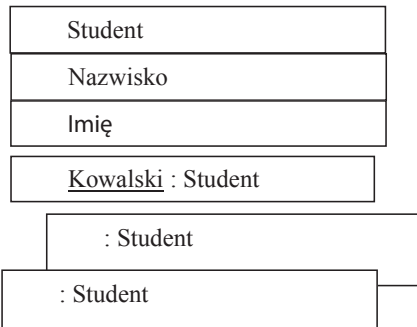 Student
Nazwisko
Imię
Kowalski : Student
: Student
: Student